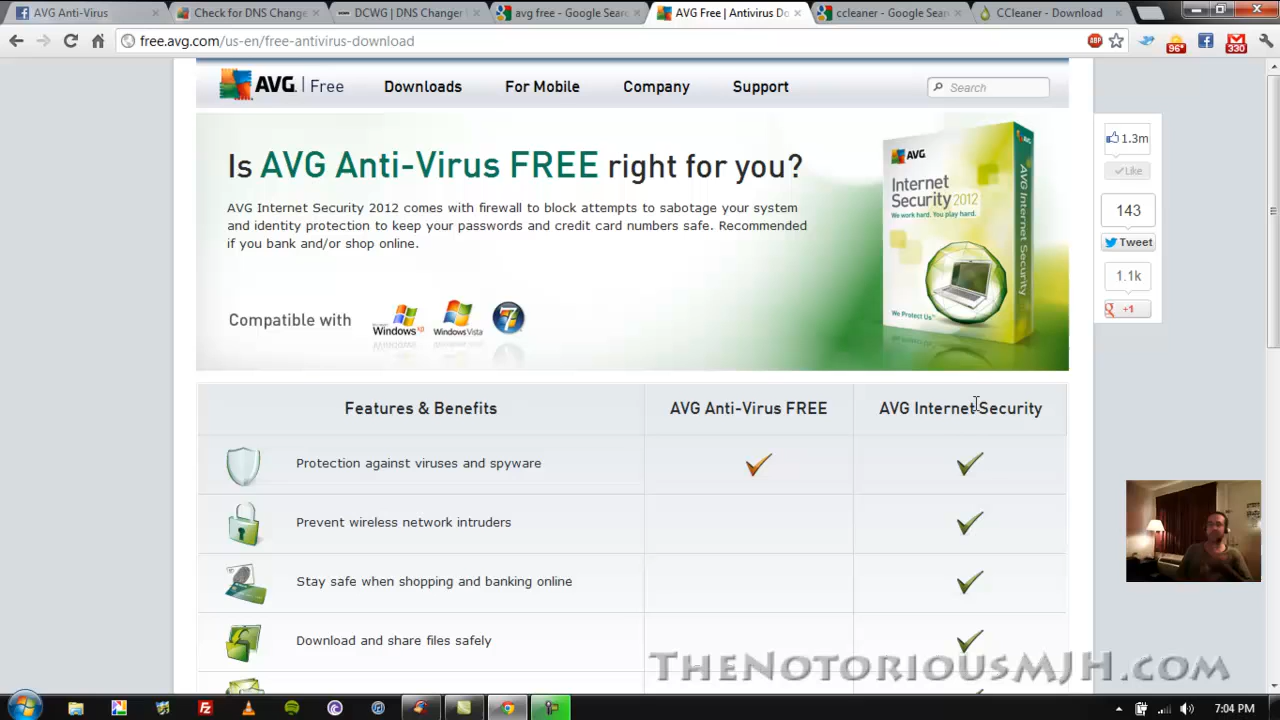 AVG Anti-Virus
Check for DNS Change
DCWG | DNS Changer
avg free - Google Sear
AVG Free | Antivirus Do
ccleaner - Google Sear
CCleaner - Download
free.avg.com/us-en/free-antivirus-download
ABP
96°
330
AVG | Free
Downloads
For Mobile
Company
Support
Search
Is AVG Anti-Virus FREE right for you?
AVG Internet Security 2012 comes with firewall to block attempts to sabotage your system
and identity protection to keep your passwords and credit card numbers safe. Recommended
if you bank and/or shop online.
Compatible with
Windows xp
Windows Vista
7
AVG
Internet
Security 2012
We work hard. You play hard.
We Protect Us
AVG Internet Security
1.3m
Like
143
Tweet
1.1k
+1
Features & Benefits
AVG Anti-Virus FREE
AVG Internet Security
Protection against viruses and spyware
Prevent wireless network intruders
Stay safe when shopping and banking online
Download and share files safely
TheNotoriousMJH.com
7:04 PM